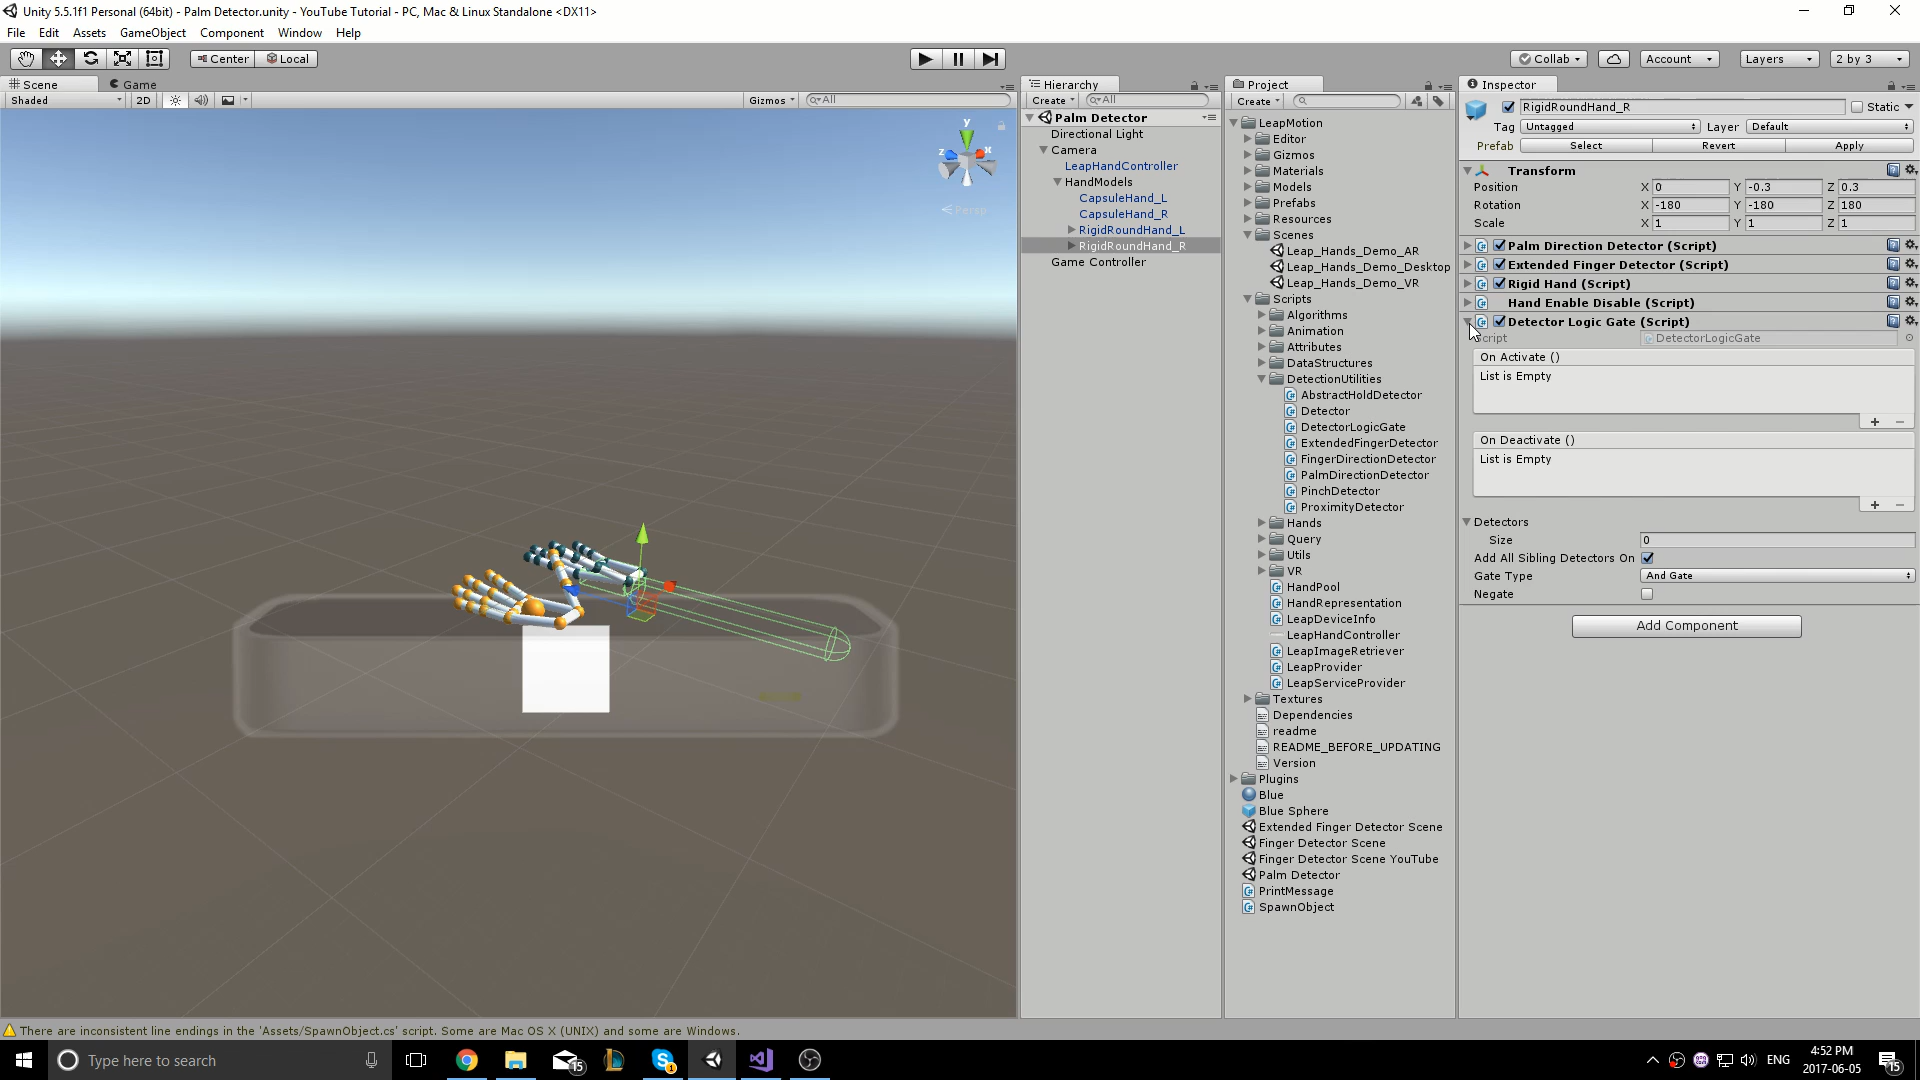 Unity 5.5.1f1 Personal (64bit) - Palm Detector.unity - YouTube Tutorial - PC, Mac & Linux Standalone <DX11>
File Edit Assets GameObject Component Window Help
Center Local Collab Account Layers 2 by 3
Scene Game
Shaded 2D Gizmos All
y
z x
Persp
Hierarchy
Create All
Palm Detector
Directional Light
Camera
LeapHandController
HandModels
CapsuleHand_L
CapsuleHand_R
RigidRoundHand_L
RigidRoundHand_R
Game Controller
Project
Create
LeapMotion
Editor
Gizmos
Materials
Models
Prefabs
Resources
Scenes
Leap_Hands_Demo_AR
Leap_Hands_Demo_Desktop
Leap_Hands_Demo_VR
Scripts
Algorithms
Animation
Attributes
DataStructures
DetectionUtilities
AbstractHoldDetector
Detector
DetectorLogicGate
ExtendedFingerDetector
FingerDirectionDetector
PalmDirectionDetector
PinchDetector
ProximityDetector
Hands
Query
Utils
VR
HandPool
HandRepresentation
LeapDeviceInfo
LeapHandController
LeapImageRetriever
LeapProvider
LeapServiceProvider
Textures
Dependencies
readme
README_BEFORE_UPDATING
Version
Plugins
Blue
Blue Sphere
Extended Finger Detector Scene
Finger Detector Scene
Finger Detector Scene YouTube
Palm Detector
PrintMessage
SpawnObject
Inspector
RigidRoundHand_R Static
Tag Untagged Layer Default
Prefab Select Revert Apply
Transform
Position X 0 Y -0.3 Z 0.3
Rotation X -180 Y -180 Z 180
Scale X 1 Y 1 Z 1
Palm Direction Detector (Script)
Extended Finger Detector (Script)
Rigid Hand (Script)
Hand Enable Disable (Script)
Detector Logic Gate (Script)
cript DetectorLogicGate
On Activate ()
List is Empty
+ −
On Deactivate ()
List is Empty
+ −
Detectors
Size 0
Add All Sibling Detectors On
Gate Type And Gate
Negate
Add Component
There are inconsistent line endings in the 'Assets/SpawnObject.cs' script. Some are Mac OS X (UNIX) and some are Windows.
Type here to search 15 1 ENG 4:52 PM 15
2017-06-05